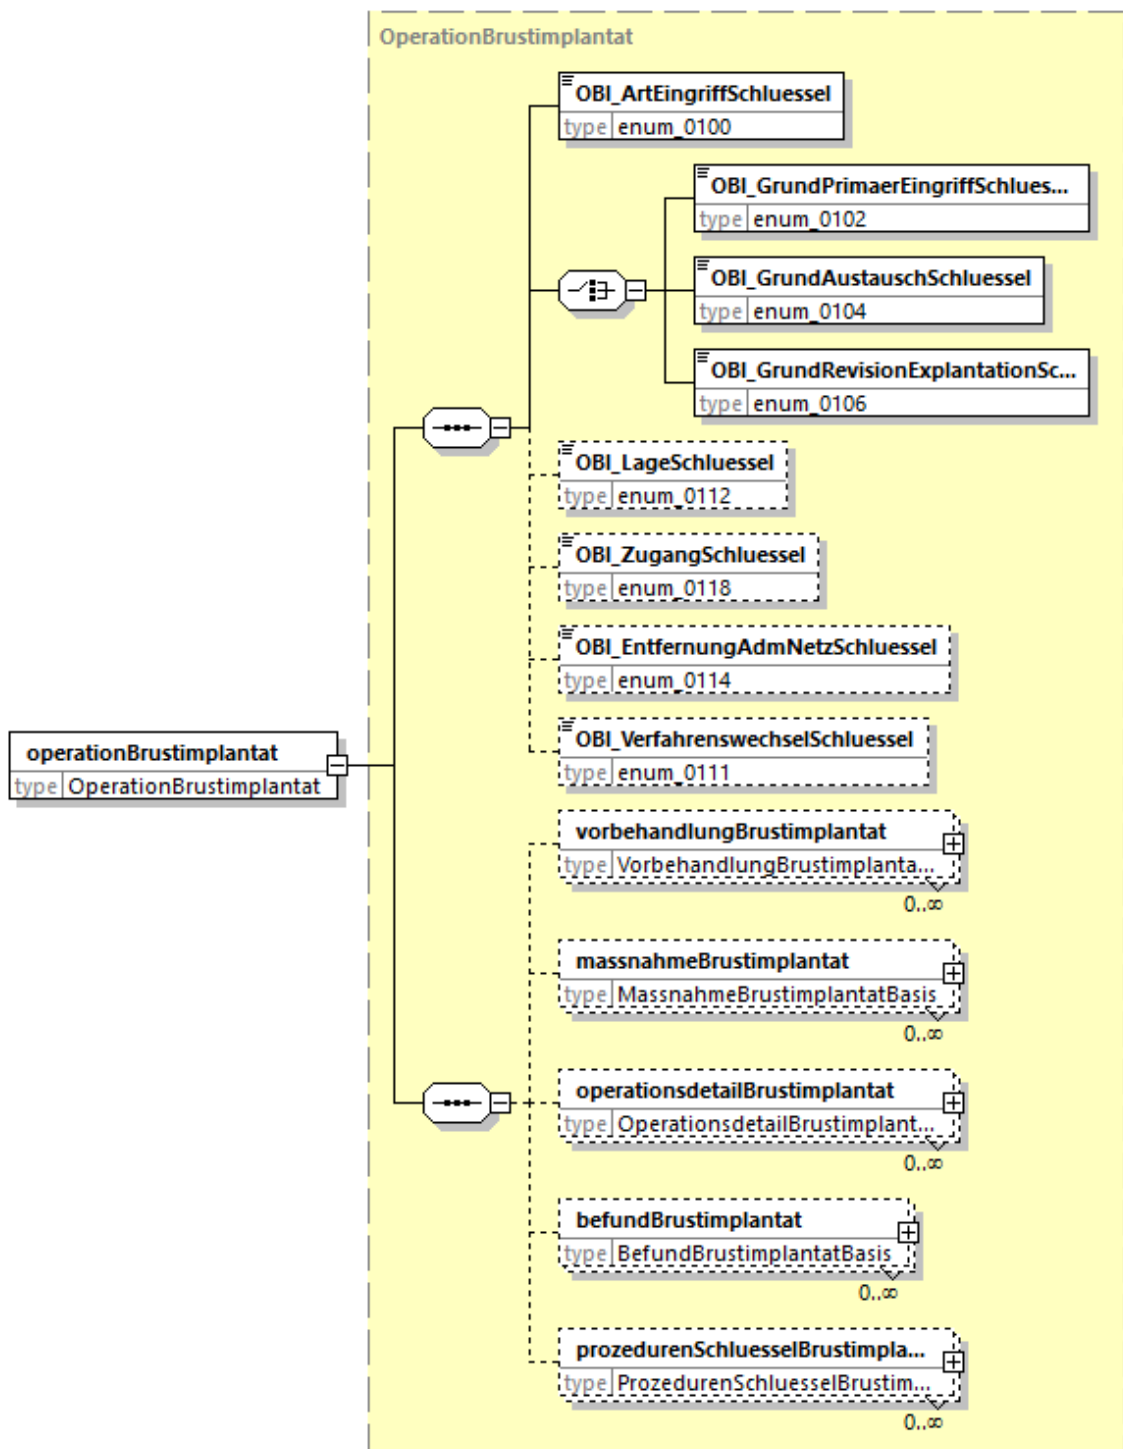 OperationBrustimplantat
OBI_ArtEingriffSchluessel
type enum_0100
OBI_GrundPrimaerEingriffSchlues...
type enum_0102
OBI_GrundAustauschSchluessel
type enum_0104
OBI_GrundRevisionExplantationSc...
type enum_0106
OBI_LageSchluessel
type enum_0112
OBI_ZugangSchluessel
type enum_0118
OBI_EntfernungAdmNetzSchluessel
type enum_0114
OBI_VerfahrenswechselSchluessel
type enum_0111
operationBrustimplantat
type OperationBrustimplantat
vorbehandlungBrustimplantat
type VorbehandlungBrustimplanta...
0..∞
massnahmeBrustimplantat
type MassnahmeBrustimplantatBasis
0..∞
operationsdetailBrustimplantat
type OperationsdetailBrustimplant...
0..∞
befundBrustimplantat
type BefundBrustimplantatBasis
0..∞
prozedurenSchluesselBrustimpla...
type ProzedurenSchluesselBrustim...
0..∞